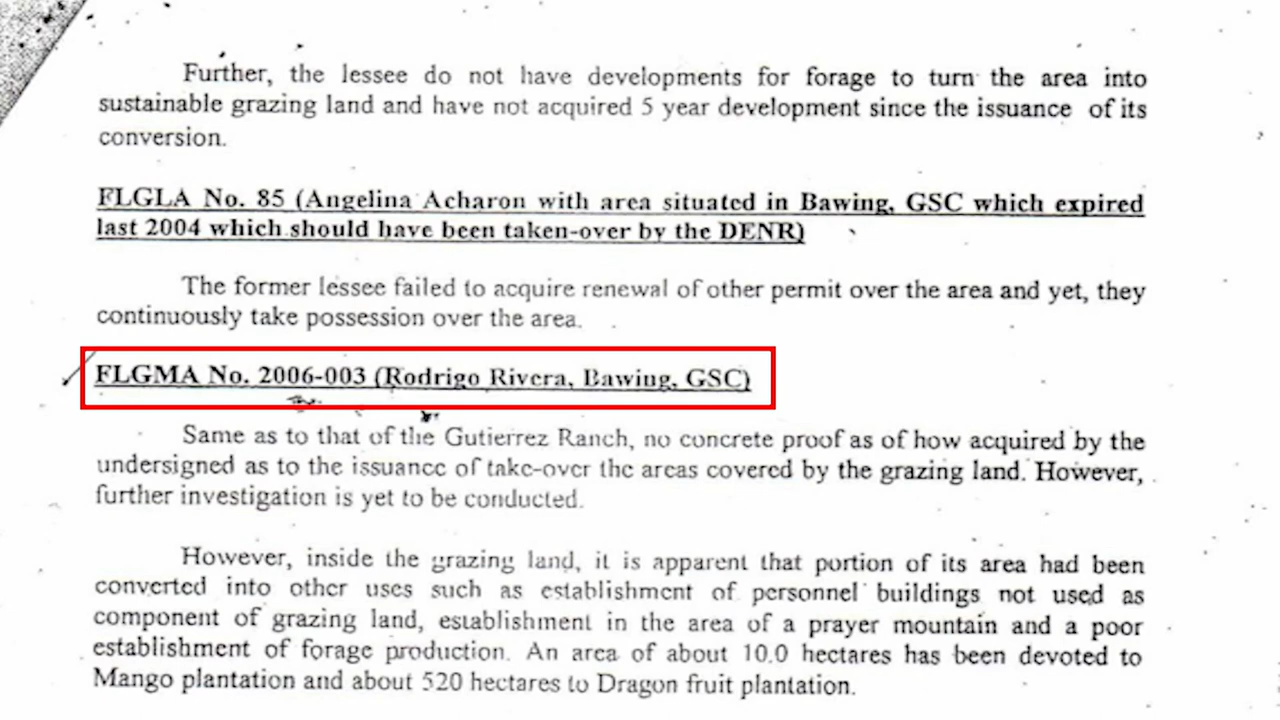 Further, the lessee do not have developments for forage to turn the area into
sustainable grazing land and have not acquired 5 year development since the issuance of its
conversion.
FLGLA No. 85 (Angelina Acharon with area situated in Bawing, GSC which expired
last 2004 which should have been taken-over by the DENR)
The former lessee failed to acquire renewal of other permit over the area and yet, they
continuously take possession over the area.
FLGMA No. 2006-003 (Rodrigo Rivera, Bawing, GSC)
Same as to that of the Gutierrez Ranch, no concrete proof as of how acquired by the
undersigned as to the issuance of take-over the areas covered by the grazing land. However,
further investigation is yet to be conducted.
However, inside the grazing land, it is apparent that portion of its area had been
converted into other uses such as establishment of personnel buildings not used as
component of grazing land, establishment in the area of a prayer mountain and a poor
establishment of forage production. An area of about 10.0 hectares has been devoted to
Mango plantation and about 520 hectares to Dragon fruit plantation.